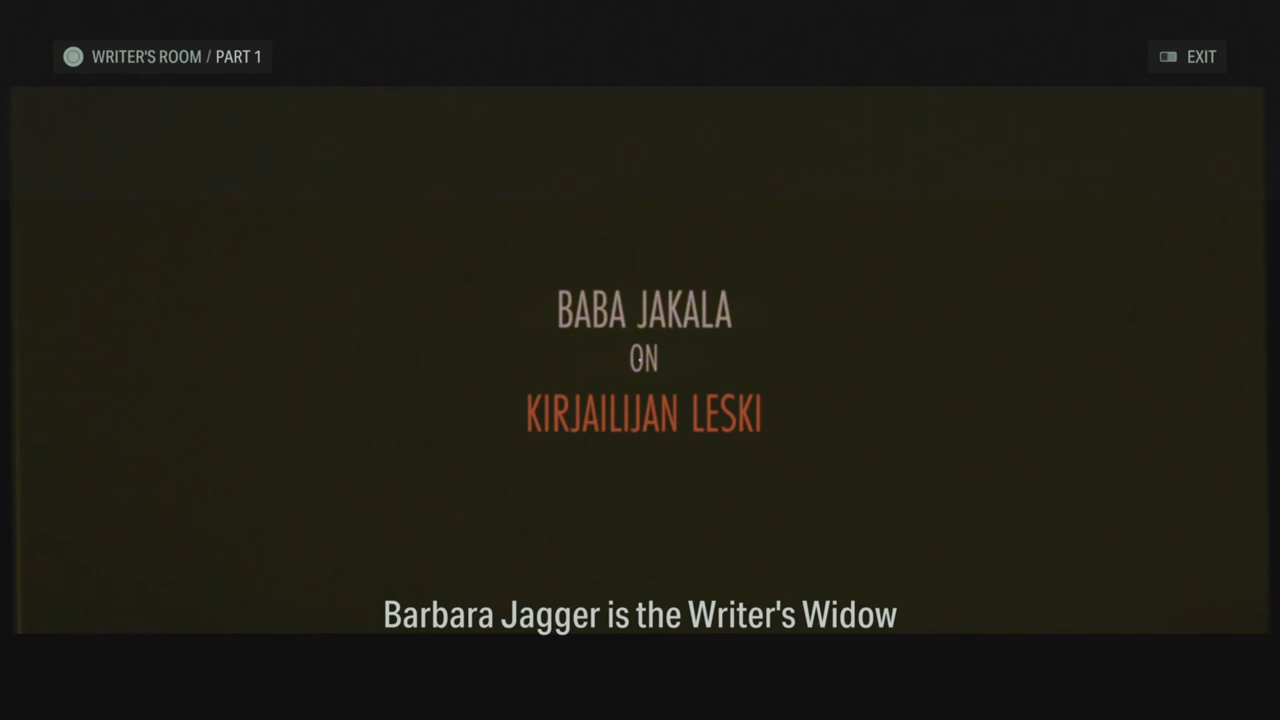 WRITER'S ROOM / PART 1
EXIT
BABA JAKALA
ON
KIRJAILIJAN LESKI
Barbara Jagger is the Writer's Widow